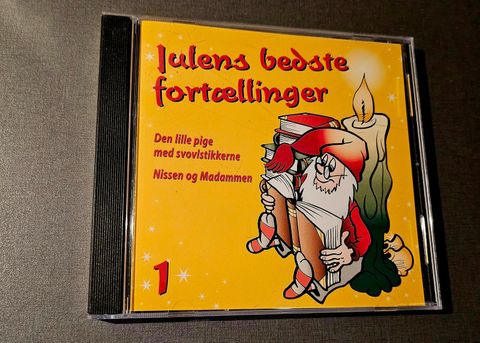 Julens bedste
fortællinger
Den lille pige
med svovlstikkerne
Nissen og Madammen
1